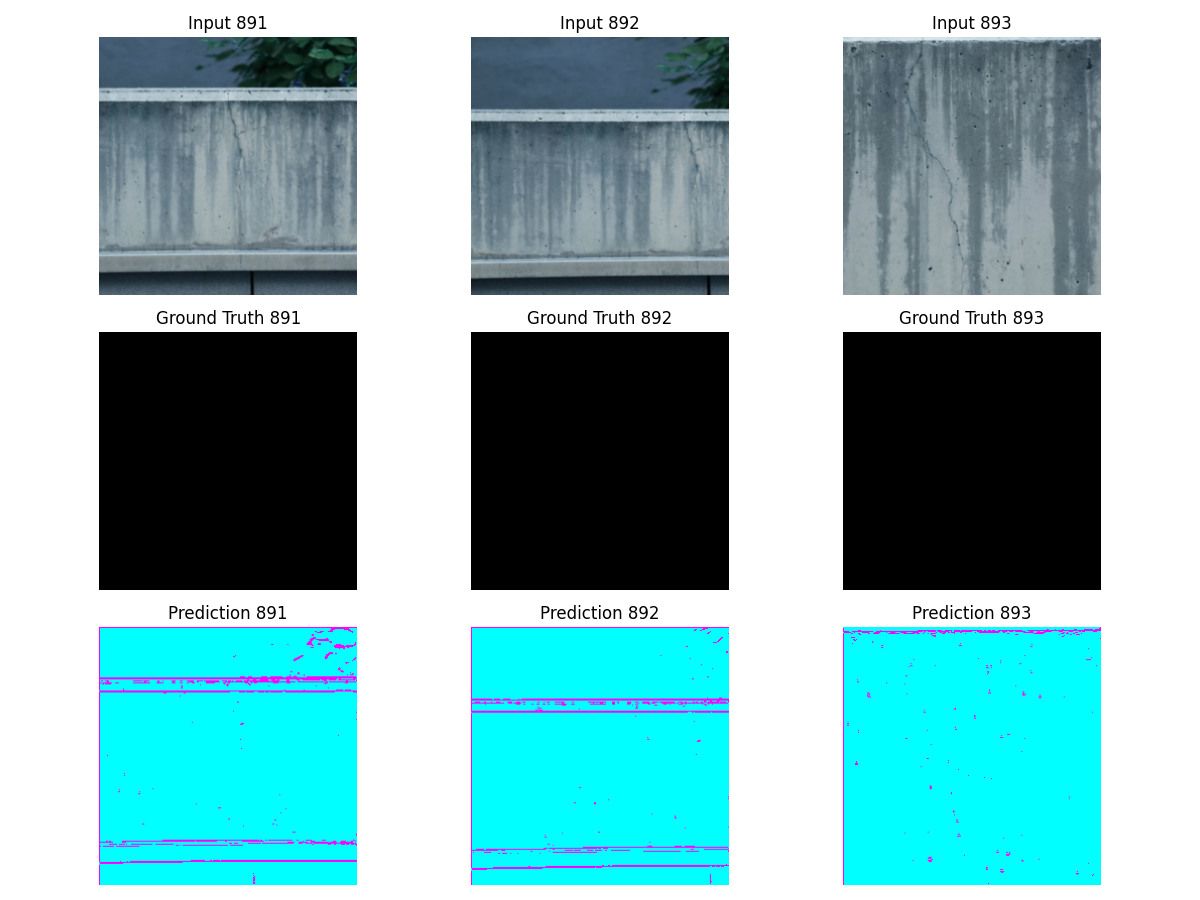 Input 891
Input 892
Input 893
Ground Truth 891
Ground Truth 892
Ground Truth 893
Prediction 891
Prediction 892
Prediction 893